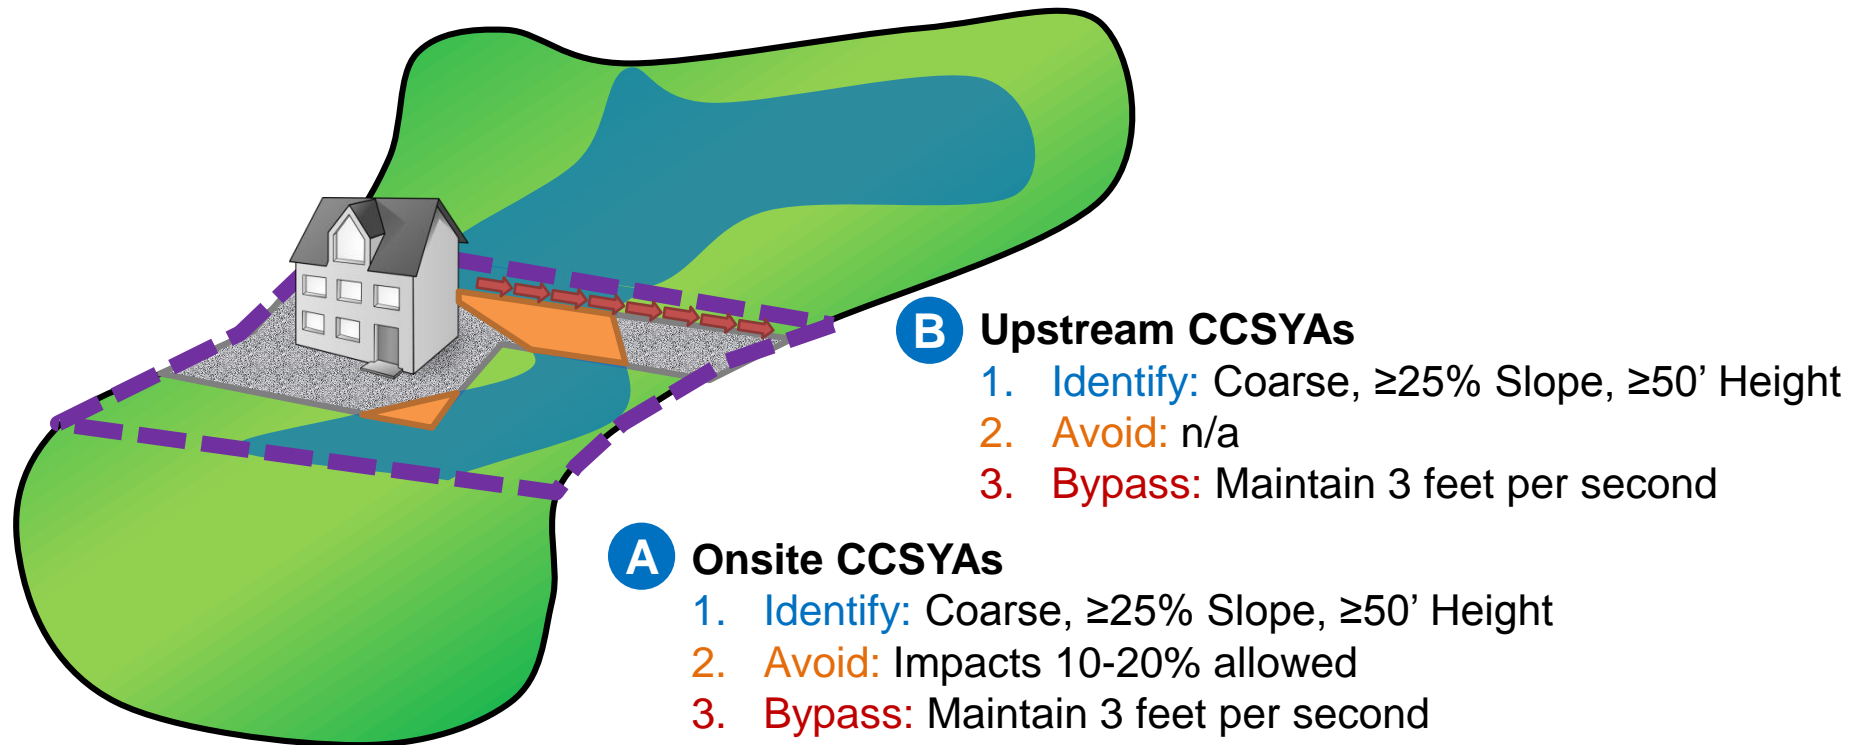 B Upstream CCSYAs
1. Identify: Coarse, ≥25% Slope, ≥50’ Height
2. Avoid: n/a
3. Bypass: Maintain 3 feet per second
A Onsite CCSYAs
1. Identify: Coarse, ≥25% Slope, ≥50’ Height
2. Avoid: Impacts 10-20% allowed
3. Bypass: Maintain 3 feet per second